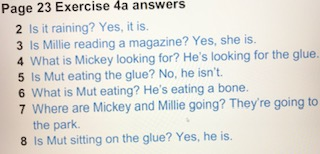 Page 23 Exercise 4a answers
2 Is it raining? Yes, it is.
3 Is Millie reading a magazine? Yes, she is.
4 What is Mickey looking for? He's looking for the glue.
5 Is Mut eating the glue? No, he isn't.
6 What is Mut eating? He's eating a bone.
7 Where are Mickey and Millie going? They're going to
the park.
8 Is Mut sitting on the glue? Yes, he is.